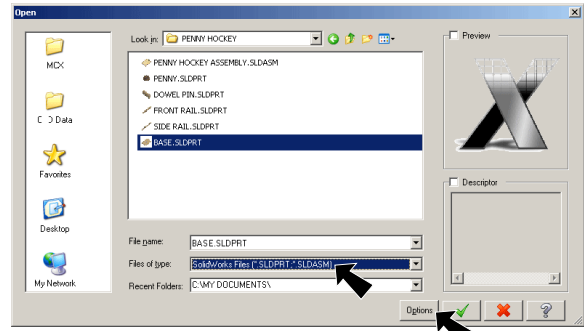 Open
Look in: PENNY HOCKEY
Preview
MCX
PENNY HOCKEY ASSEMBLY.SLDASM
PENNY.SLDPRT
DOWEL PIN.SLDPRT
FRONT RAIL.SLDPRT
SIDE RAIL.SLDPRT
BASE.SLDPRT
Data
Favorites
Desktop
My Network
Descriptor
File name: BASE.SLDPRT
Files of type: SolidWorks Files (*.SLDPRT;*.SLDASM)
Recent Folders: C:\MY DOCUMENTS\
Options